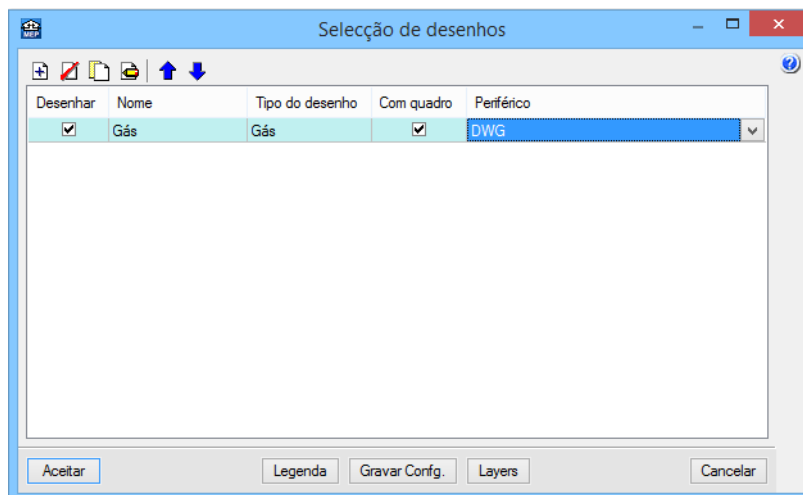 MEP
Selecção de desenhos
Desenhar Nome Tipo do desenho Com quadro Periférico
Gás Gás DWG
Aceitar Legenda Gravar Confg. Layers Cancelar